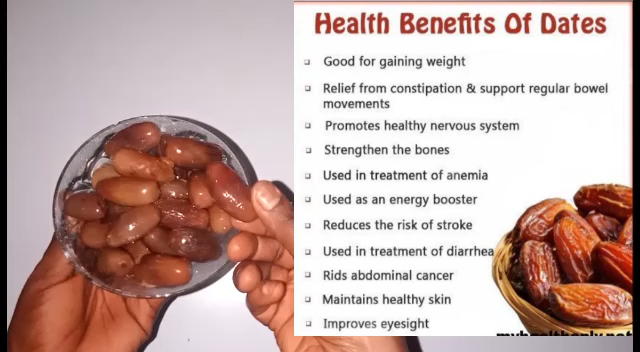 Health Benefits Of Dates
Good for gaining weight
Relief from constipation & support regular bowel
movements
Promotes healthy nervous system
Strengthen the bones
Used in treatment of anemia
Used as an energy booster
Reduces the risk of stroke
Used in treatment of diarrhea
Rids abdominal cancer
Maintains healthy skin
Improves eyesight